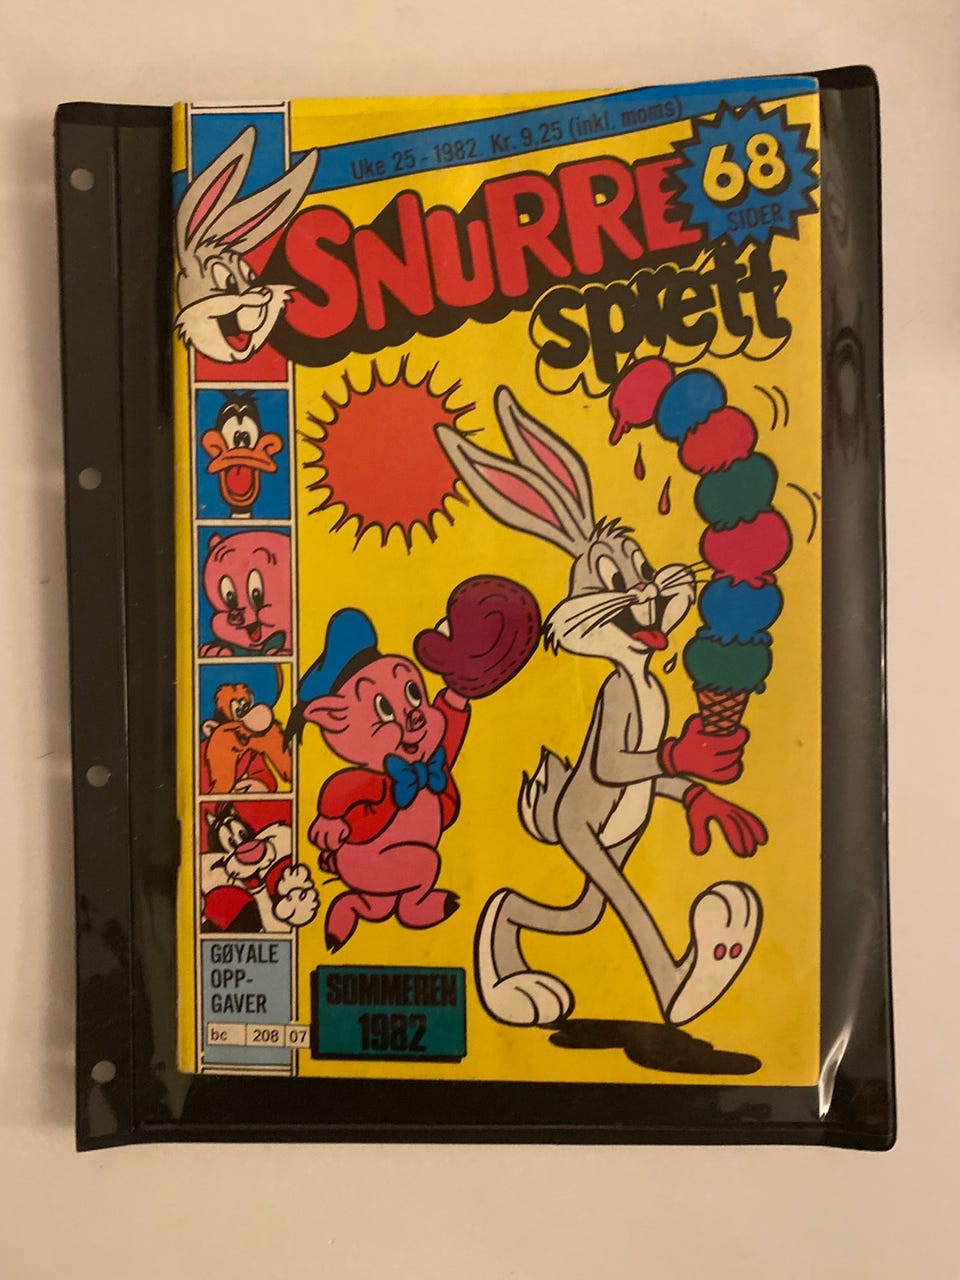 Uke 25 - 1982. Kr. 9.25 (inkl. moms)
68
SIDER
SNURRE
sprett
GØYALE
OPP-
GAVER
bc 208 07
SOMMEREN
1982